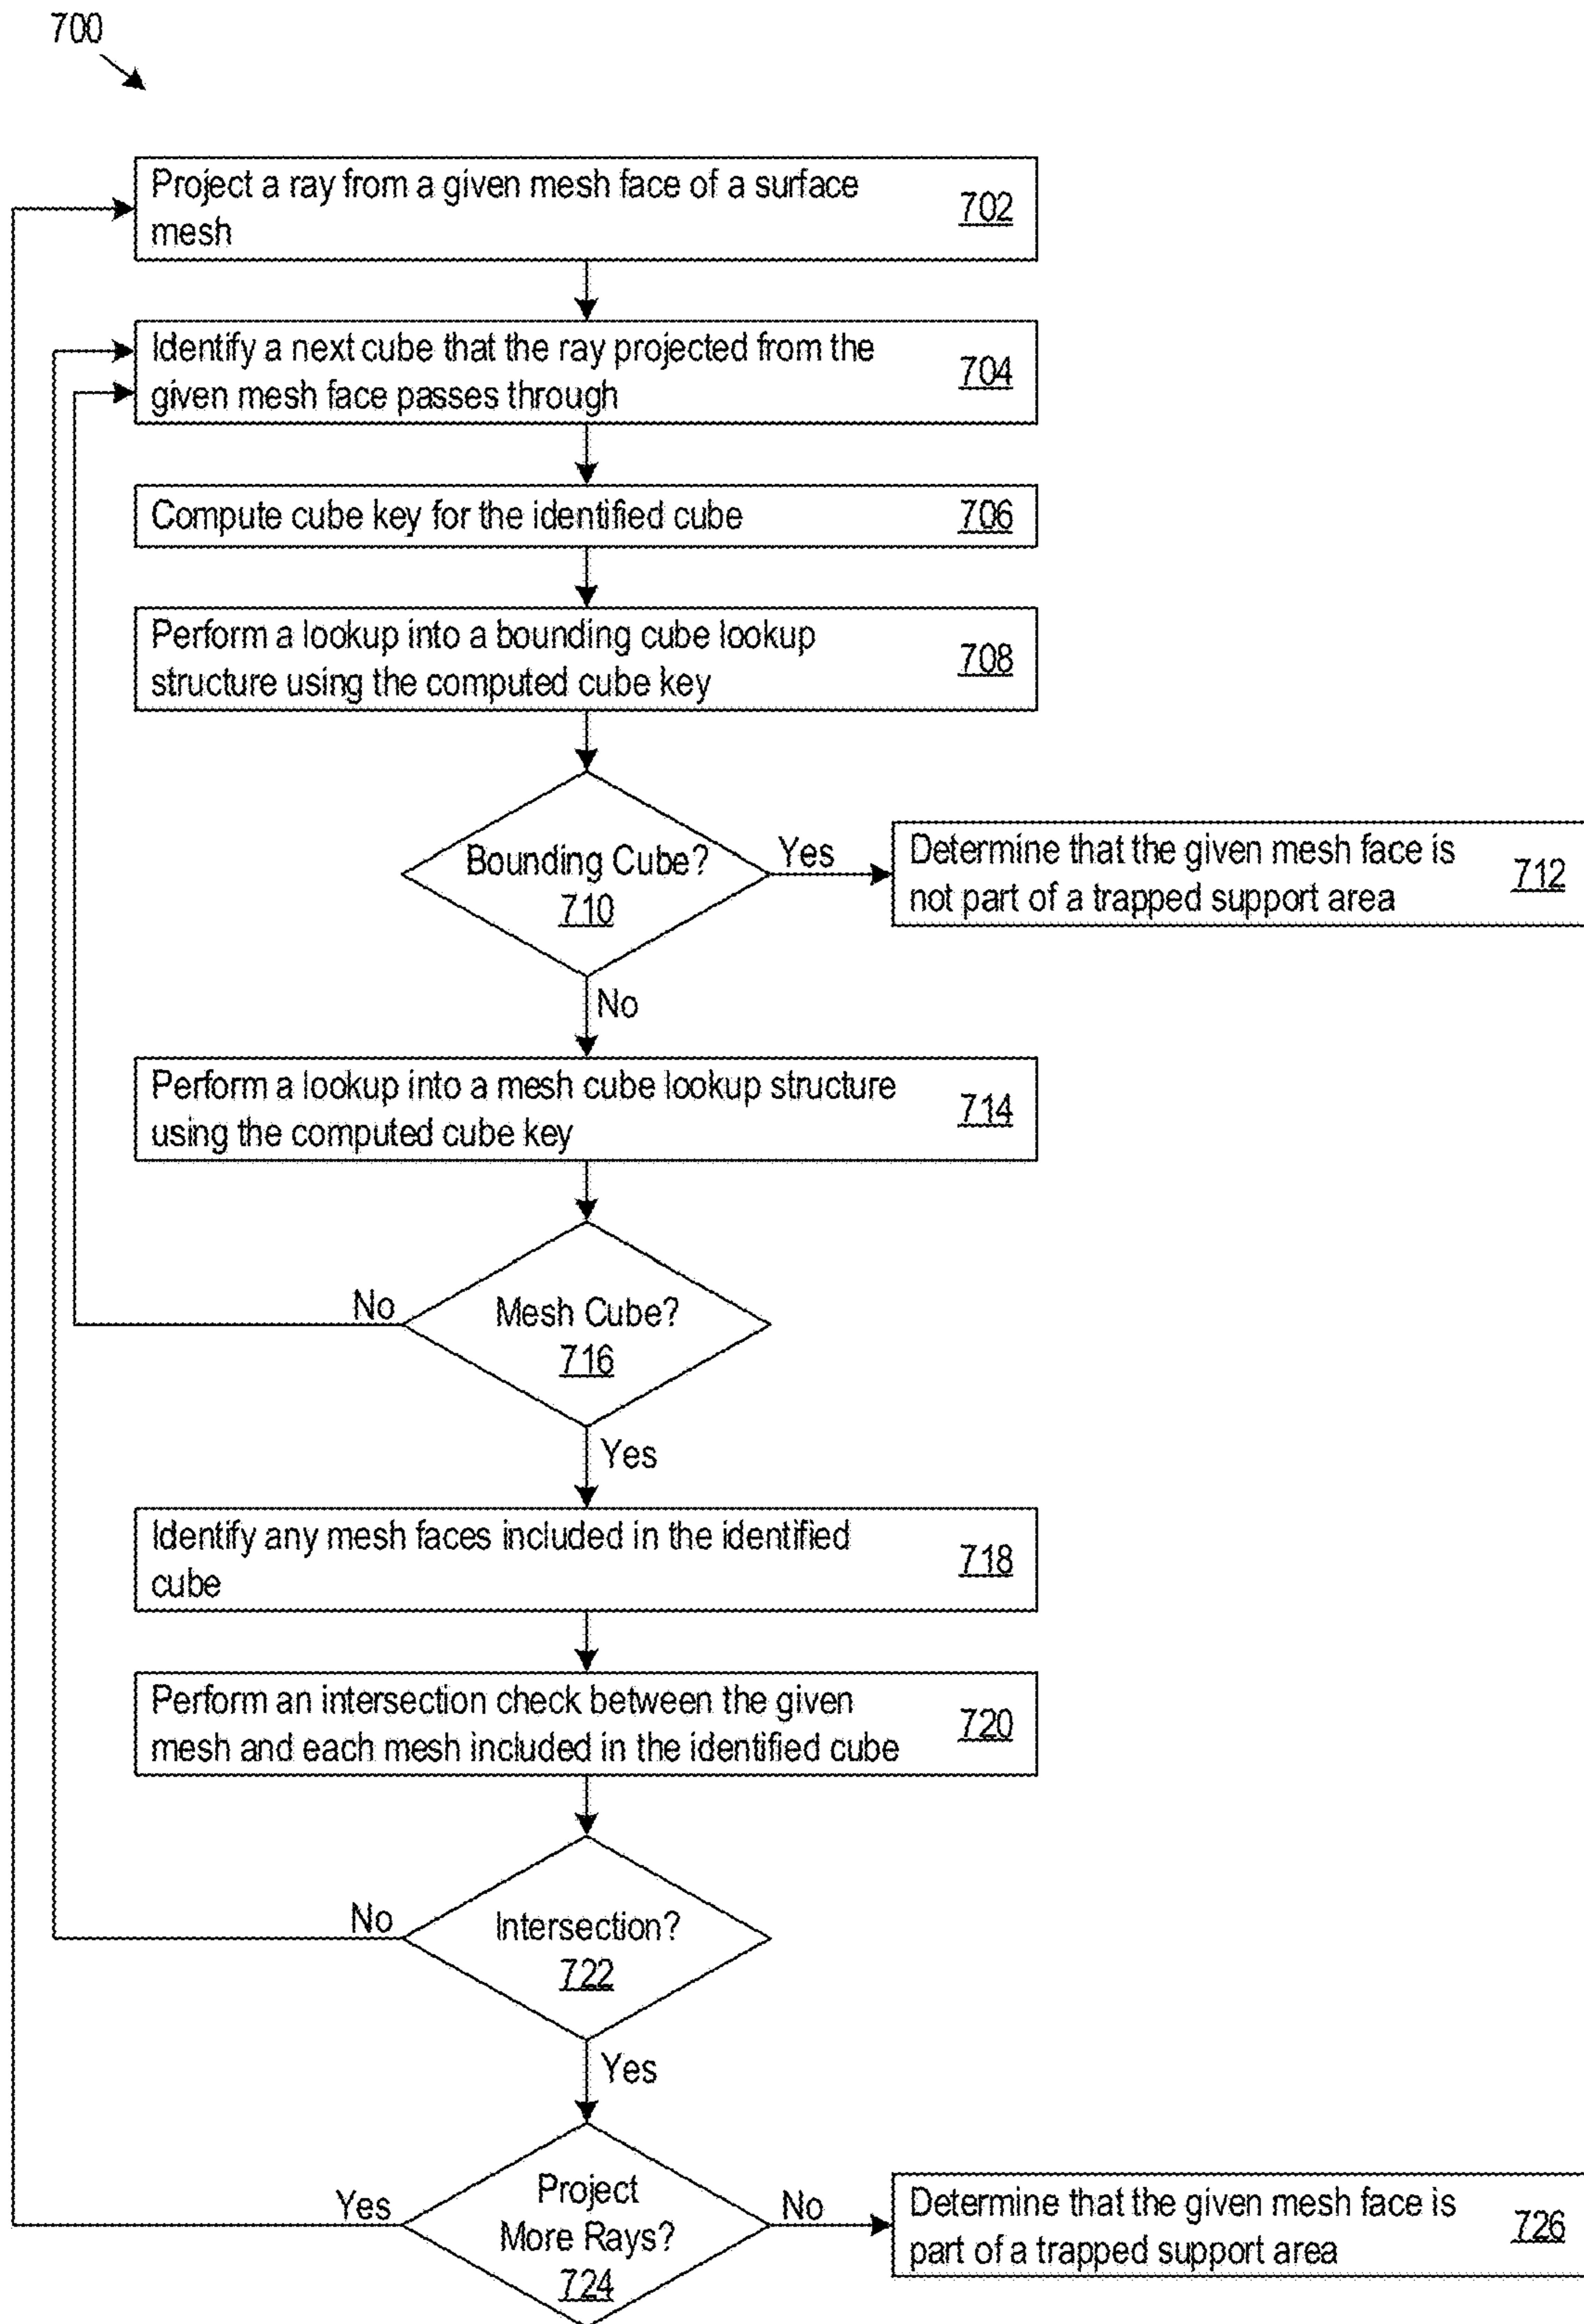 700
Project a ray from a given mesh face of a surface
mesh
702
Identify a next cube that the ray projected from the
given mesh face passes through
704
Compute cube key for the identified cube
706
Perform a lookup into a bounding cube lookup
structure using the computed cube key
708
Bounding Cube?
710
Yes
Determine that the given mesh face is
not part of a trapped support area
712
No
Perform a lookup into a mesh cube lookup structure
using the computed cube key
714
No
Mesh Cube?
716
Yes
Identify any mesh faces included in the identified
cube
718
Perform an intersection check between the given
mesh and each mesh included in the identified cube
720
No
Intersection?
722
Yes
Yes
Project
More Rays?
724
No
Determine that the given mesh face is
part of a trapped support area
726